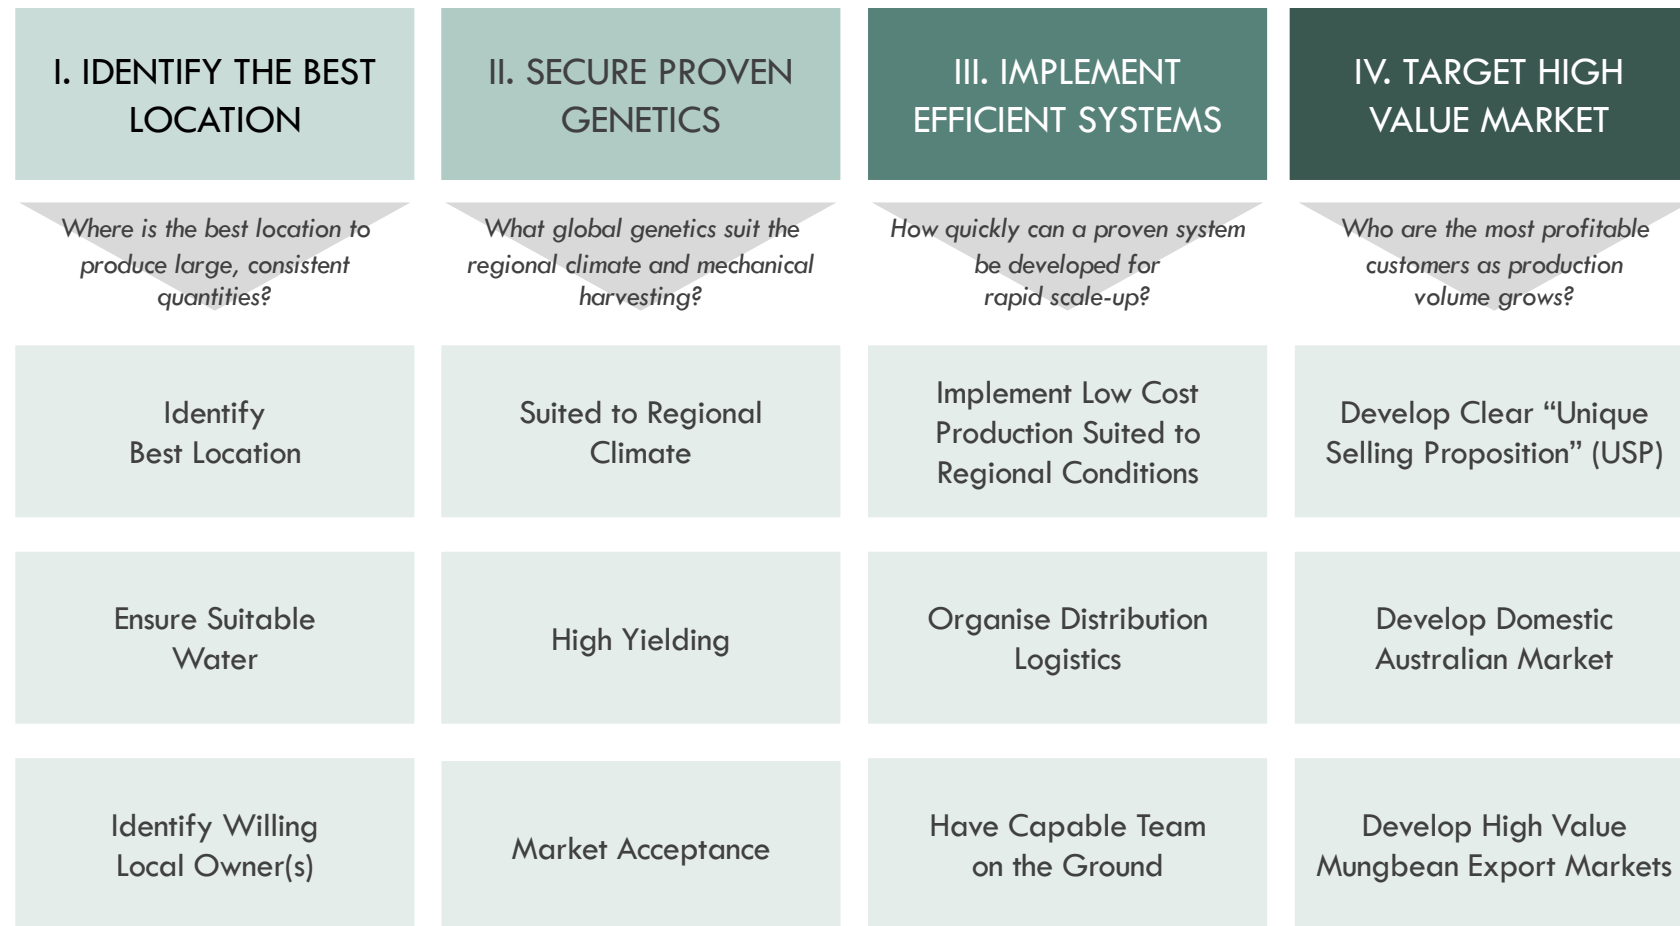 I. IDENTIFY THE BEST
LOCATION
II. SECURE PROVEN
GENETICS
III. IMPLEMENT
EFFICIENT SYSTEMS
IV. TARGET HIGH
VALUE MARKET
Where is the best location to
produce large, consistent
quantities?
What global genetics suit the
regional climate and mechanical
harvesting?
How quickly can a proven system
be developed for
rapid scale-up?
Who are the most profitable
customers as production
volume grows?
Identify
Best Location
Suited to Regional
Climate
Implement Low Cost
Production Suited to
Regional Conditions
Develop Clear “Unique
Selling Proposition” (USP)
Ensure Suitable
Water
High Yielding
Organise Distribution
Logistics
Develop Domestic
Australian Market
Identify Willing
Local Owner(s)
Market Acceptance
Have Capable Team
on the Ground
Develop High Value
Mungbean Export Markets